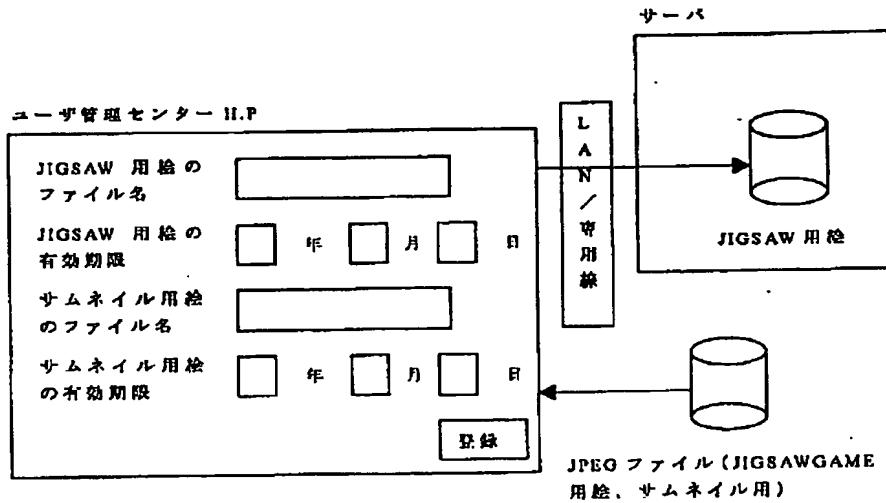 サーバ
ユーザ管理センター H.P
LAN/専用線
JIGSAW 用絵の
ファイル名
JIGSAW 用絵の
有効期限
年 月 日
JIGSAW 用絵
サムネイル用絵
のファイル名
サムネイル用絵
の有効期限
年 月 日
登録
JPEG ファイル(JIGSAWGAME
用絵、サムネイル用)